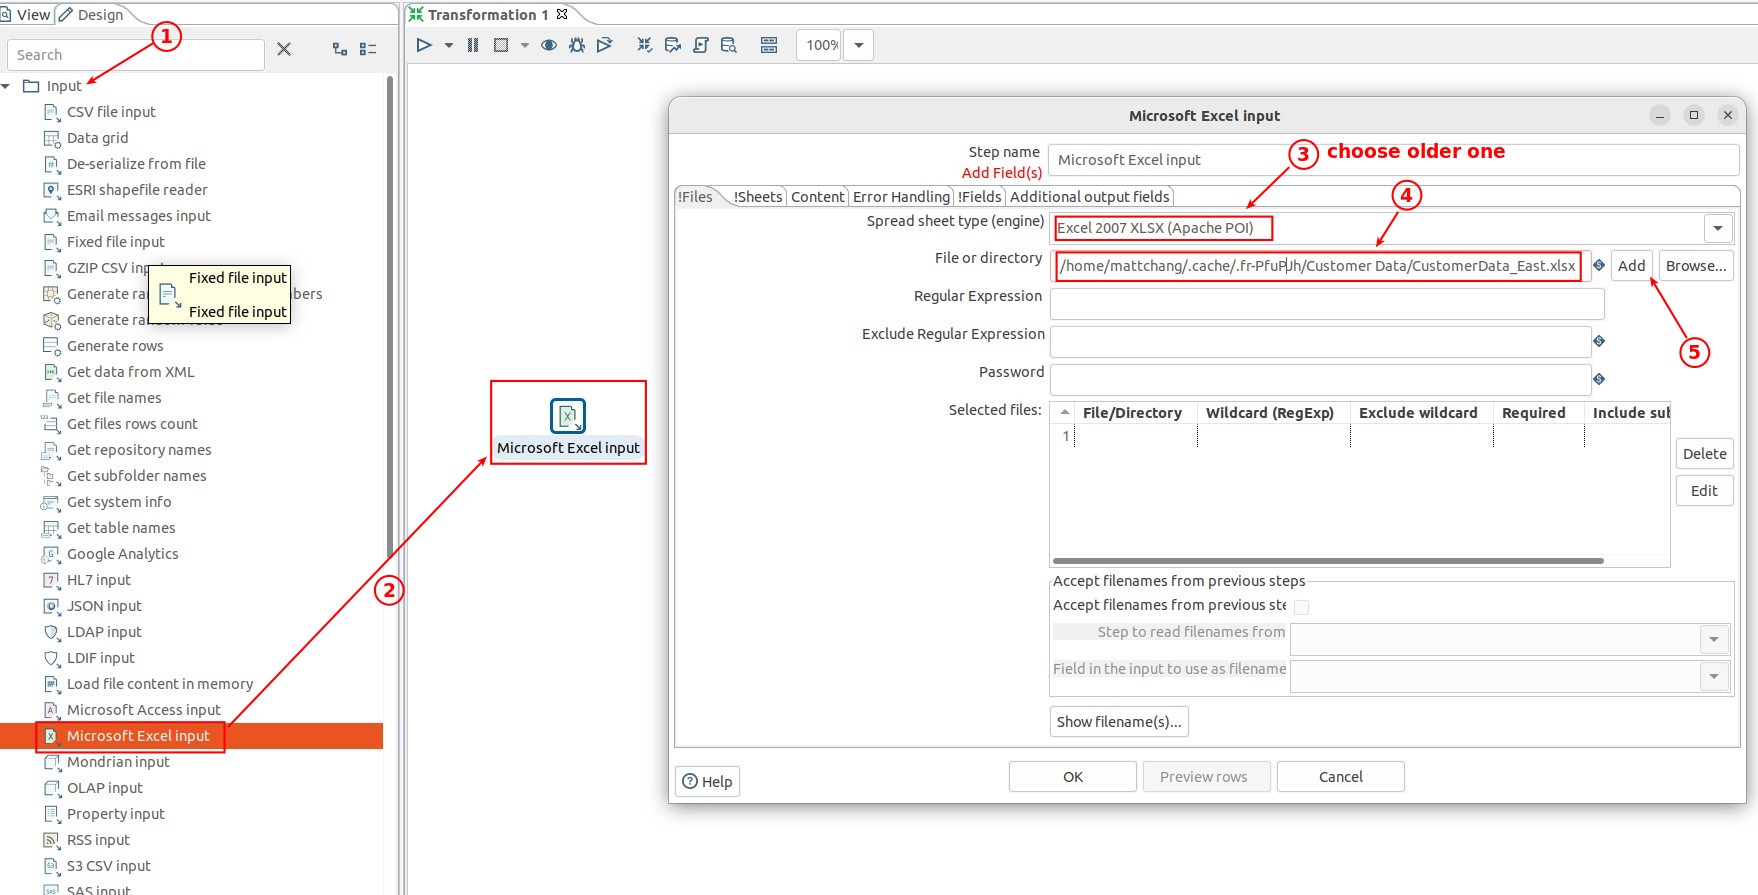 View
Design
Transformation 1
1
Search
100%
Input
CSV file input
Data grid
De-serialize from file
ESRI shapefile reader
Email messages input
Fixed file input
GZIP CSV
Fixed file input
Fixed file input
Generate
Generate
Generate rows
Get data from XML
Get file names
Get files rows count
Get repository names
Get subfolder names
Get system info
Get table names
Google Analytics
HL7 input
JSON input
LDAP input
LDIF input
Load file content in memory
Microsoft Access input
Microsoft Excel input
Mondrian input
OLAP input
Property input
RSS input
S3 CSV input
SAS input
2
Microsoft Excel input
Microsoft Excel input
Step name
Microsoft Excel input
3 choose older one
Add Field(s)
!Files !Sheets Content Error Handling !Fields Additional output fields
4
Spread sheet type (engine) Excel 2007 XLSX (Apache POI)
File or directory /home/mattchang/.cache/.fr-PfuPJh/Customer Data/CustomerData_East.xlsx Add Browse...
Regular Expression
Exclude Regular Expression
5
Password
Selected files: File/Directory Wildcard (RegExp) Exclude wildcard Required Include
1
Delete
Edit
Accept filenames from previous steps
Accept filenames from previous
Step to read filenames from
Field in the input to use as filename
Show filename(s)...
Help OK Preview rows Cancel